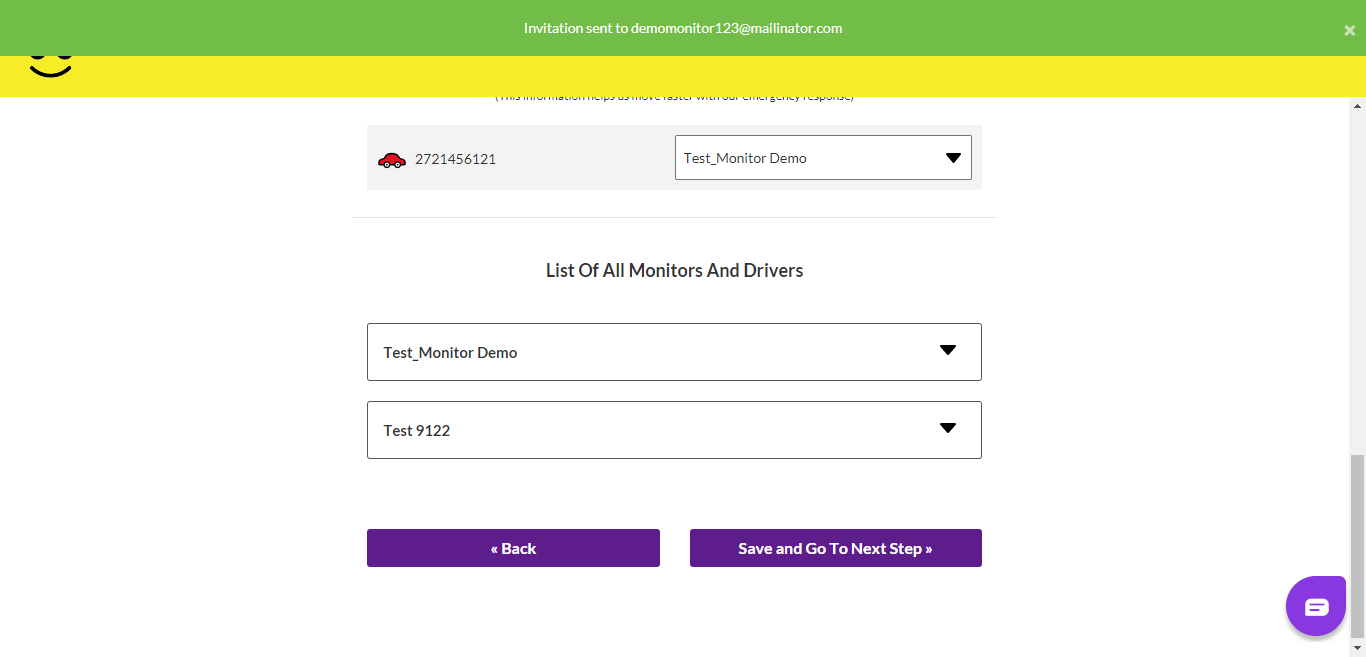 Invitation sent to demomonitor123@mailinator.com
×
(This information helps us move faster with our emergency response)
2721456121
Test_Monitor Demo
List Of All Monitors And Drivers
Test_Monitor Demo
Test 9122
« Back
Save and Go To Next Step »